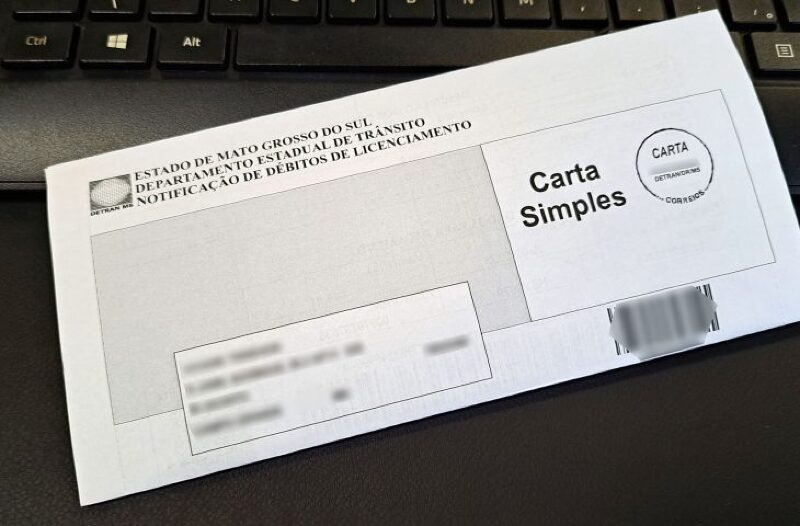 Ctrl
Alt
N
M
ESTADO DE MATO GROSSO DO SUL
DEPARTAMENTO ESTADUAL DE TRÂNSITO
NOTIFICAÇÃO DE DÉBITOS DE LICENCIAMENTO
DETRAN MS
Carta
Simples
CARTA
DETRAN/DR/MS
CORREIOS